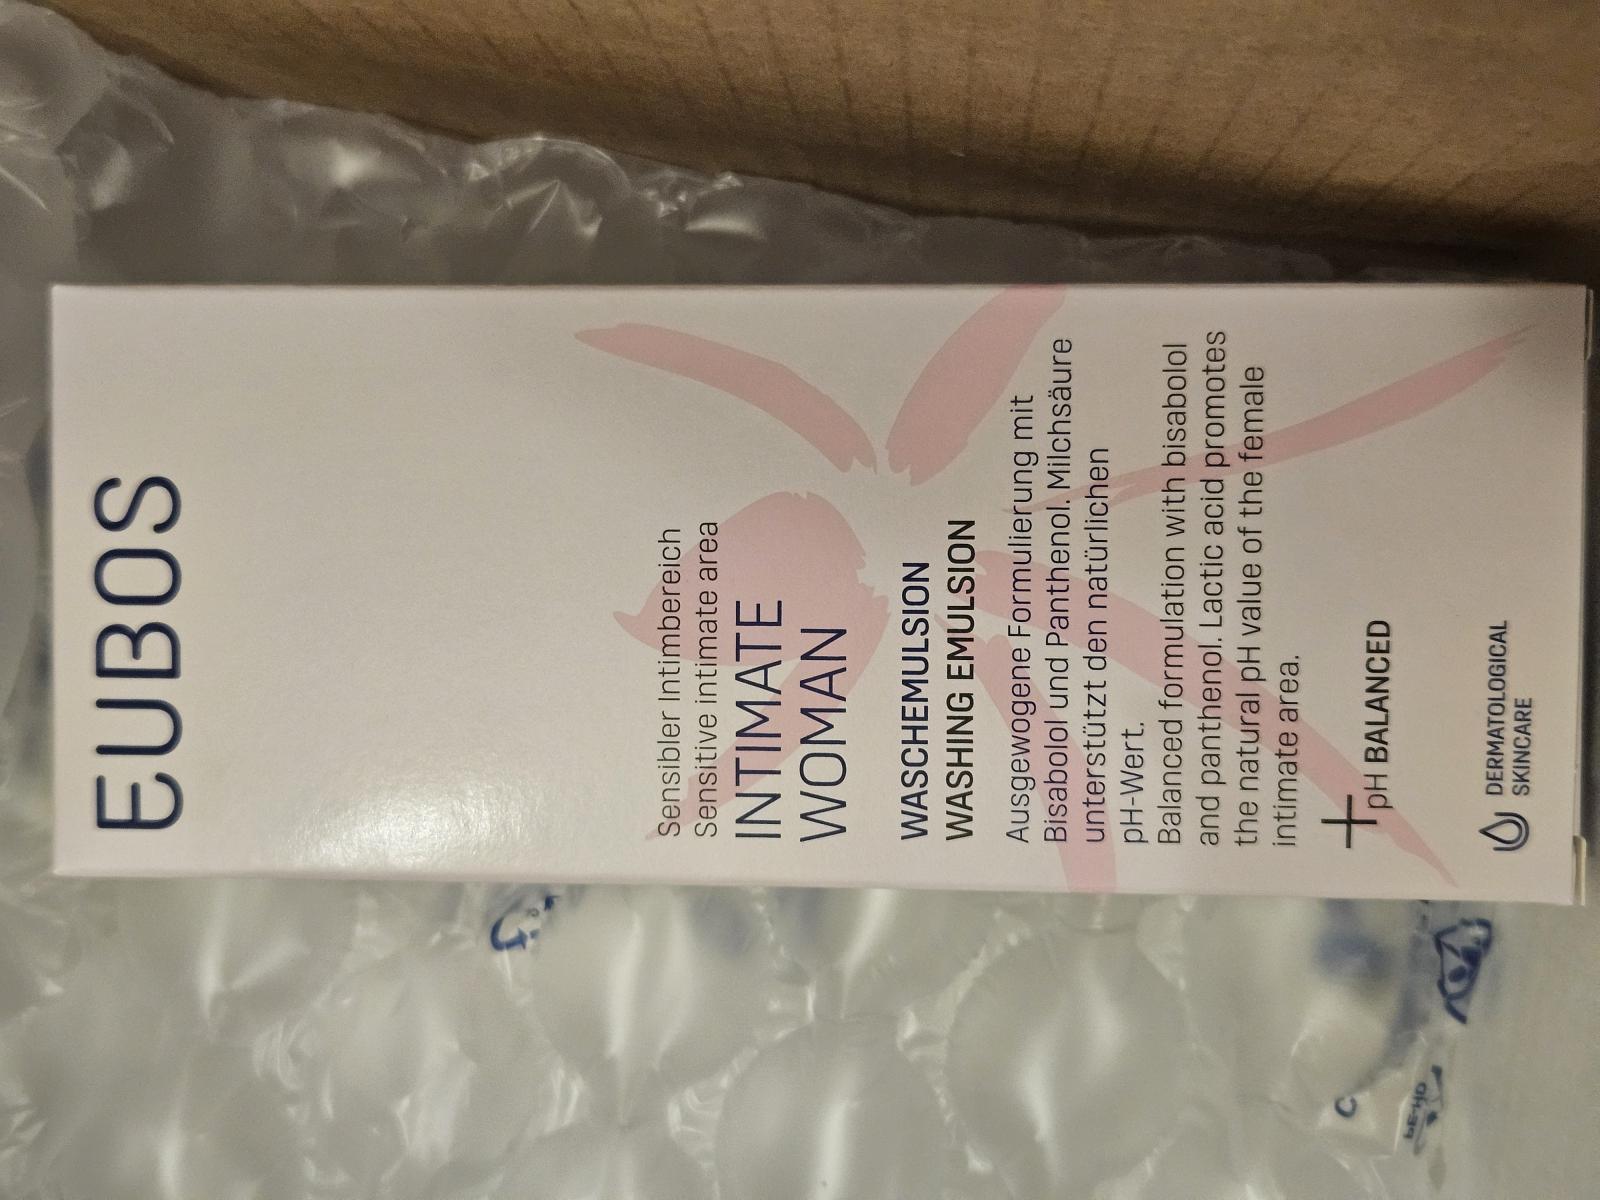 EUBOS
Sensibler Intimbereich
Sensitive intimate area
INTIMATE
WOMAN
WASCHEMULSION
WASHING EMULSION
Ausgewogene Formulierung mit
Bisabolol und Panthenol. Milchsäure
unterstützt den natürlichen
pH-Wert.
Balanced formulation with bisabolol
and panthenol. Lactic acid promotes
the natural pH value of the female
intimate area.
pH BALANCED
DERMATOLOGICAL
SKINCARE